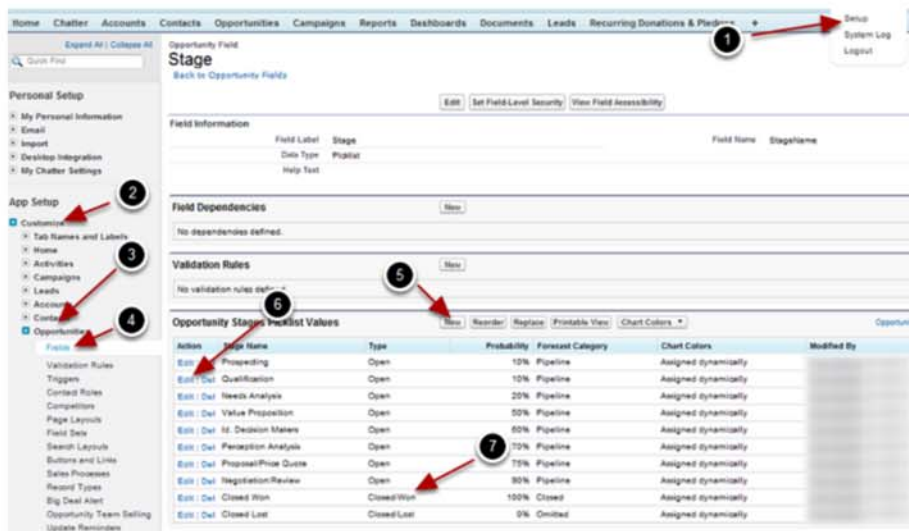 Home Chatter Accounts Contacts Opportunities Campaigns Reports Dashboards Documents Leads Recurring Donations & Pledges +
1
Setup
System Log
Logout
Expand All | Collapse All
Quick Find
Personal Setup
My Personal Information
Email
Import
Desktop Integration
My Chatter Settings
App Setup
2
Customize
Tab Names and Labels
Home
3
Activities
Campaigns
Leads
Accounts
Contacts
4
Opportunities
Fields
Validation Rules
Triggers
Contact Roles
Competitors
Page Layouts
Field Sets
Search Layouts
Buttons and Links
Sales Processes
Record Types
Big Deal Alert
Opportunity Team Selling
Update Reminders
Opportunity Field
Stage
Back to Opportunity Fields
Edit Set Field-Level Security View Field Accessibility
Field Information
Field Label Stage Field Name StageName
Data Type Picklist
Help Text
Field Dependencies New
No dependencies defined.
Validation Rules New
5
No validation rules defined.
6
Opportunity Stages Picklist Values New Reorder Replace Printable View Chart Colors
Action Stage Name Type Probability Forecast Category Chart Colors Modified By
Edit Prospecting Open 10% Pipeline Assigned dynamically
Edit | Del Qualification Open 10% Pipeline Assigned dynamically
Edit | Del Needs Analysis Open 20% Pipeline Assigned dynamically
Edit | Del Value Proposition Open 50% Pipeline Assigned dynamically
Edit | Del Id. Decision Makers Open 60% Pipeline Assigned dynamically
7
Edit | Del Perception Analysis Open 70% Pipeline Assigned dynamically
Edit | Del Proposal/Price Quote Open 75% Pipeline Assigned dynamically
Edit | Del Negotiation/Review Open 90% Pipeline Assigned dynamically
Edit | Del Closed Won Closed/Won 100% Closed Assigned dynamically
Edit | Del Closed Lost Closed/Lost 0% Omitted Assigned dynamically